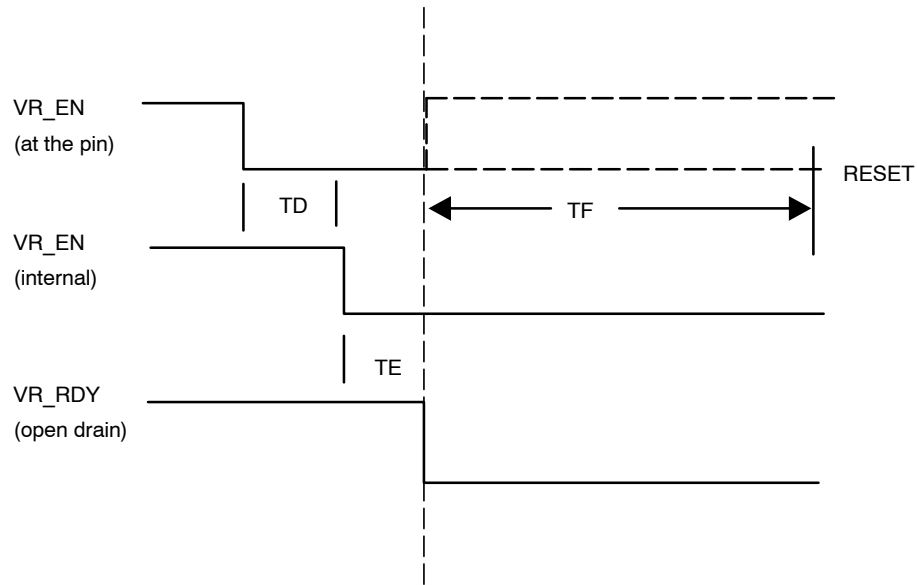 VR_EN
(at the pin)
RESET
TD
TF
VR_EN
(internal)
TE
VR_RDY
(open drain)